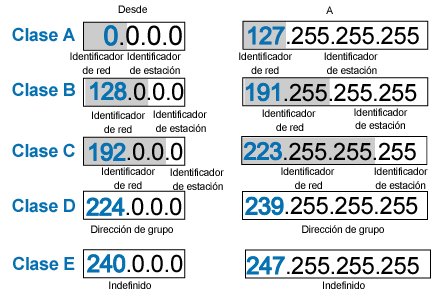 Desde A
Clase A 0.0.0.0 127.255.255.255
Identificador de red Identificador de estación Identificador de red Identificador de estación
Clase B 128.0.0.0 191.255.255.255
Identificador de red Identificador de estación Identificador de red Identificador de estación
Clase C 192.0.0.0 223.255.255.255
Identificador de red Identificador de estación Identificador de red Identificador de estación
Clase D 224.0.0.0 239.255.255.255
Dirección de grupo Dirección de grupo
Clase E 240.0.0.0 247.255.255.255
Indefinido Indefinido